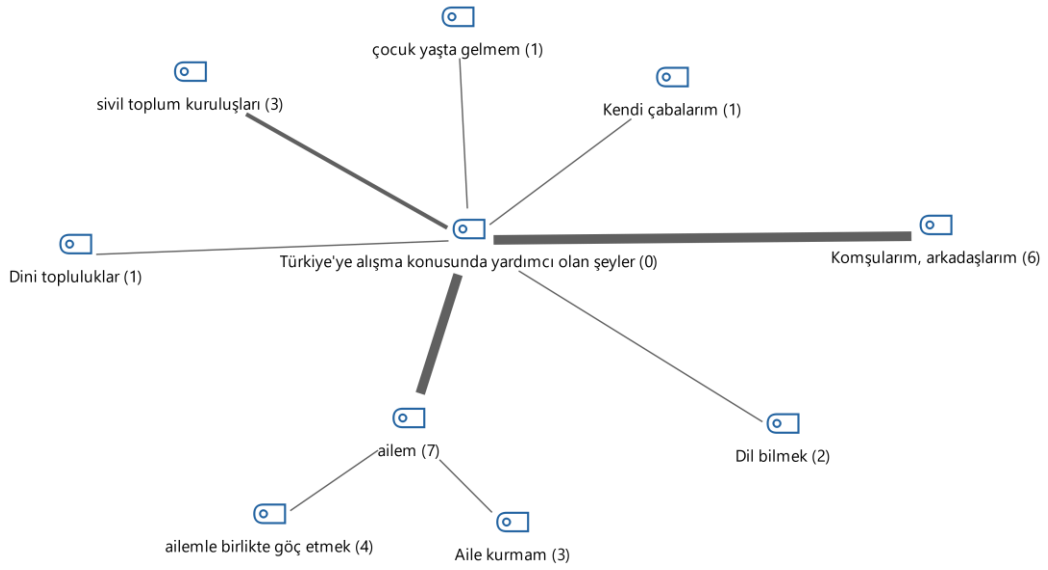 çocuk yaşta gelmem (1)
sivil toplum kuruluşları (3)
Kendi çabalarım (1)
Dini topluluklar (1)
Türkiye'ye alışma konusunda yardımcı olan şeyler (0)
Komşularım, arkadaşlarım (6)
ailem (7)
Dil bilmek (2)
ailemle birlikte göç etmek (4)
Aile kurmam (3)